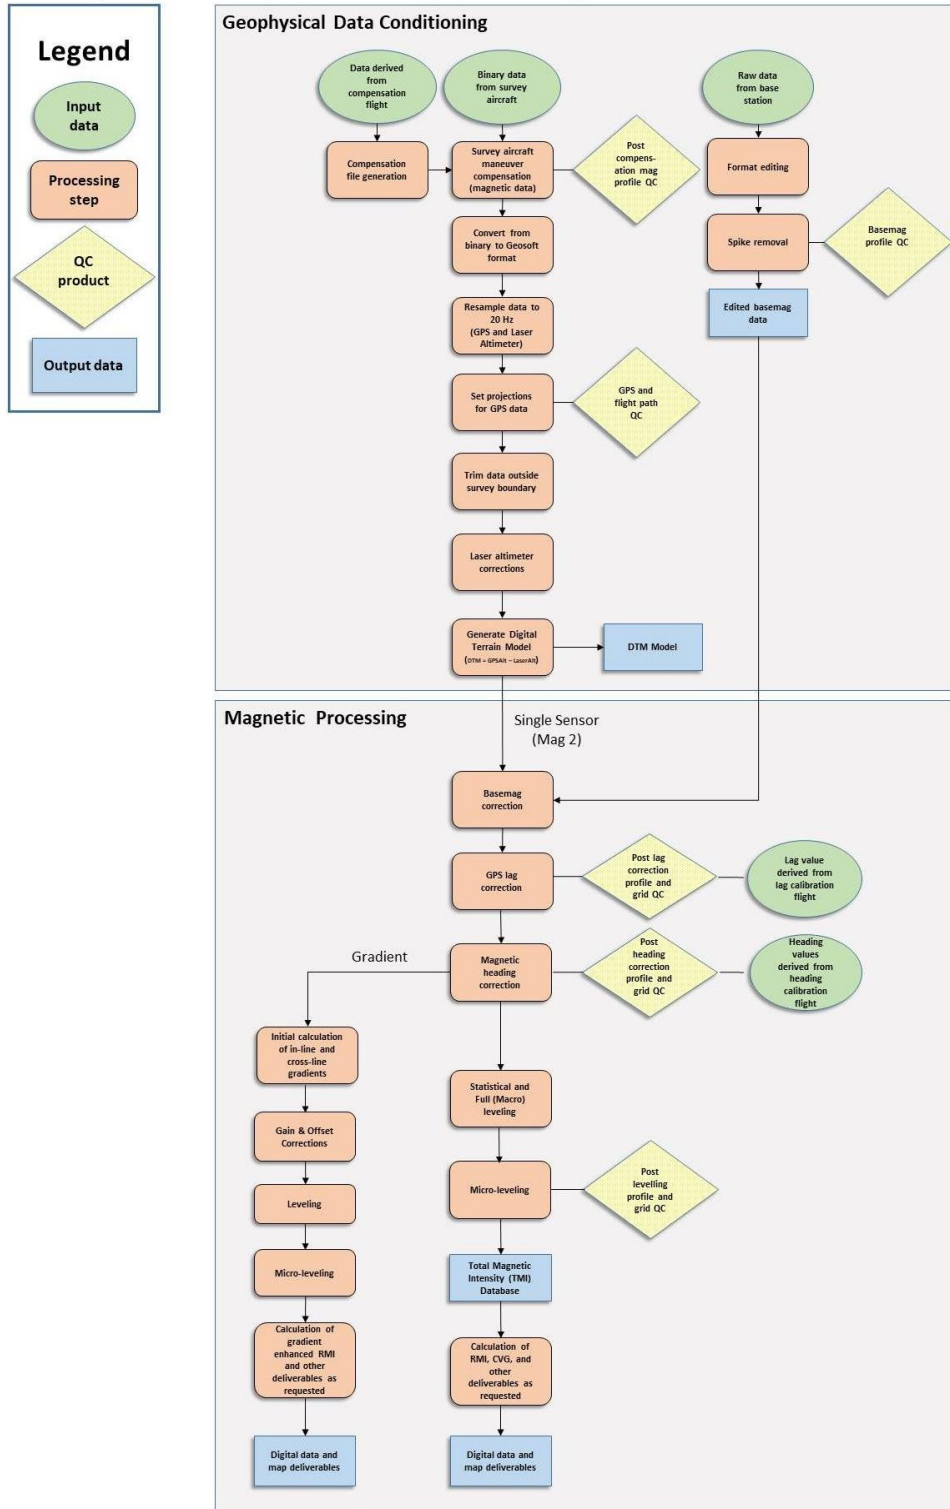 Legend
Input
data
Processing
step
QC
product
Output data
Geophysical Data Conditioning
Data derived
from
compensation
flight
Binary data
from survey
aircraft
Raw data
from base
station
Compensation
file generation
Survey aircraft
maneuver
compensation
(magnetic data)
Post
compens-
ation mag
profile QC
Format editing
Convert from
binary to Geosoft
format
Spike removal
Basemag
profile QC
Resample data to
20 Hz
(GPS and Laser
Altimeter)
Edited basemag
data
Set projections
for GPS data
GPS and
flight path
QC
Trim data outside
survey boundary
Laser altimeter
corrections
Generate Digital
Terrain Model
(DTM = GPSAlt – LaserAlt)
DTM Model
Magnetic Processing
Single Sensor
(Mag 2)
Basemag
correction
GPS lag
correction
Post lag
correction
profile and
grid QC
Lag value
derived from
lag calibration
flight
Gradient
Magnetic
heading
correction
Post
heading
correction
profile and
grid QC
Heading
values
derived from
heading
calibration
flight
Initial calculation
of in-line and
cross-line
gradients
Statistical and
Full (Macro)
leveling
Gain & Offset
Corrections
Leveling
Micro-leveling
Post
levelling
profile and
grid QC
Micro-leveling
Total Magnetic
Intensity (TMI)
Database
Calculation of
gradient
enhanced RMI
and other
deliverables as
requested
Calculation of
RMI, CVG, and
other
deliverables as
requested
Digital data and
map deliverables
Digital data and
map deliverables